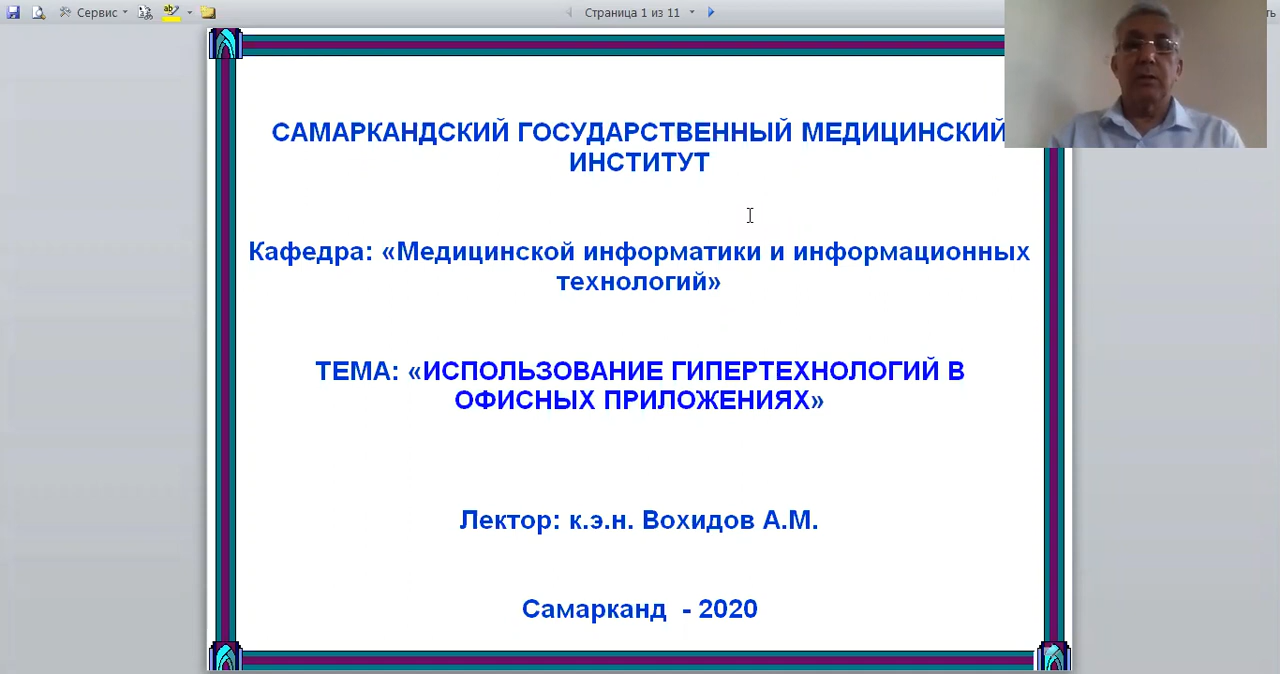 Сервис
Страница 1 из 11
САМАРКАНДСКИЙ ГОСУДАРСТВЕННЫЙ МЕДИЦИНСКИЙ
ИНСТИТУТ
Кафедра: «Медицинской информатики и информационных
технологий»
ТЕМА: «ИСПОЛЬЗОВАНИЕ ГИПЕРТЕХНОЛОГИЙ В
ОФИСНЫХ ПРИЛОЖЕНИЯХ»
Лектор: к.э.н. Вохидов А.М.
Самарканд - 2020